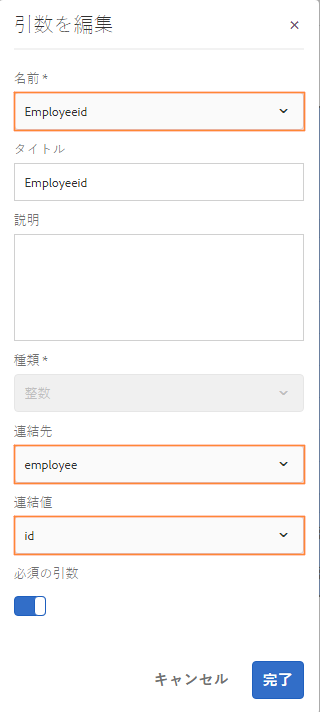 引数を編集
名前 *
Employeeid
タイトル
Employeeid
説明
種類 *
整数
連結先
employee
連結値
id
必須の引数
キャンセル 完了